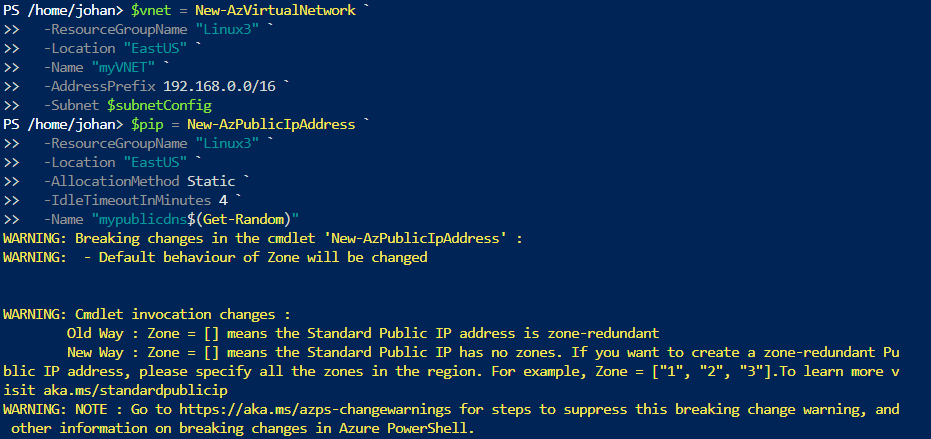 PS /home/johan> $vnet = New-AzVirtualNetwork `
>>   -ResourceGroupName "Linux3" `
>>   -Location "EastUS" `
>>   -Name "myVNET" `
>>   -AddressPrefix 192.168.0.0/16 `
>>   -Subnet $subnetConfig
PS /home/johan> $pip = New-AzPublicIpAddress `
>>   -ResourceGroupName "Linux3" `
>>   -Location "EastUS" `
>>   -AllocationMethod Static `
>>   -IdleTimeoutInMinutes 4 `
>>   -Name "mypublicdns$(Get-Random)"
WARNING: Breaking changes in the cmdlet 'New-AzPublicIpAddress' :
WARNING:  - Default behaviour of Zone will be changed
WARNING: Cmdlet invocation changes :
        Old Way : Zone = [] means the Standard Public IP address is zone-redundant
        New Way : Zone = [] means the Standard Public IP has no zones. If you want to create a zone-redundant Pu
blic IP address, please specify all the zones in the region. For example, Zone = ["1", "2", "3"].To learn more v
isit aka.ms/standardpublicip
WARNING: NOTE : Go to https://aka.ms/azps-changewarnings for steps to suppress this breaking change warning, and
 other information on breaking changes in Azure PowerShell.